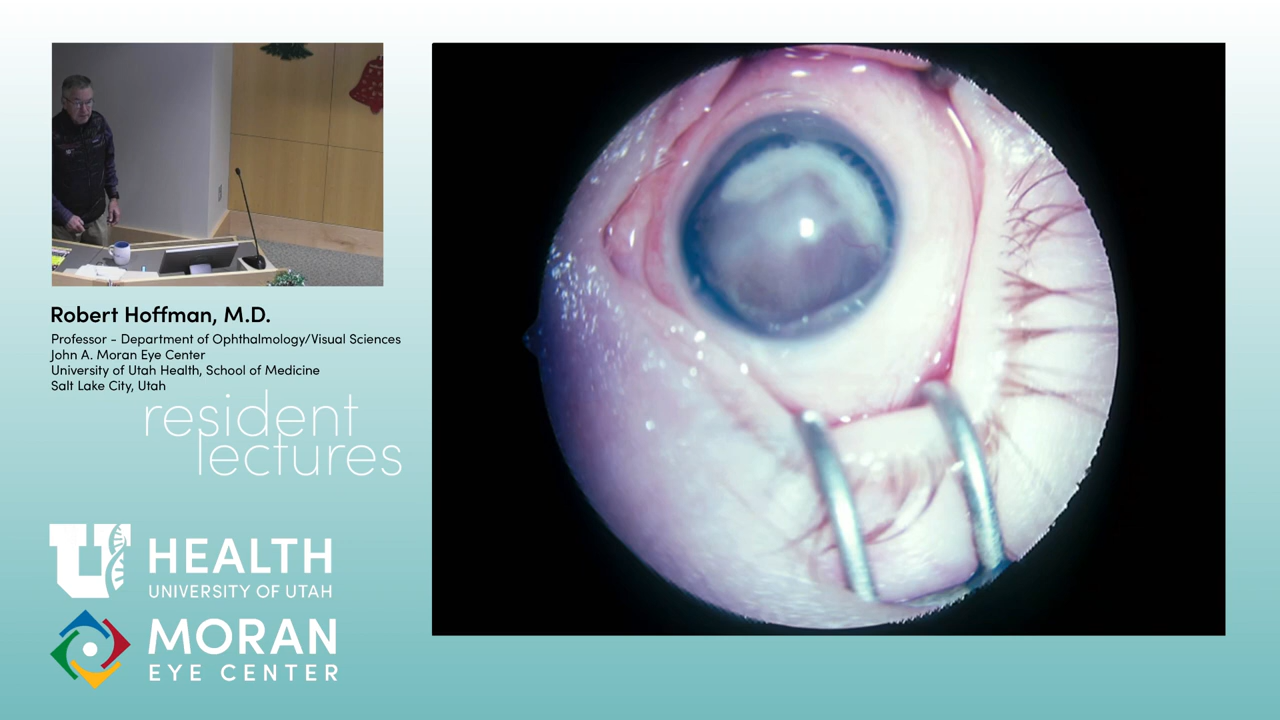 Robert Hoffman, M.D.
Professor - Department of Ophthalmology/Visual Sciences
John A. Moran Eye Center
University of Utah Health, School of Medicine
Salt Lake City, Utah
resident
lectures
U HEALTH
UNIVERSITY OF UTAH
MORAN
EYE CENTER